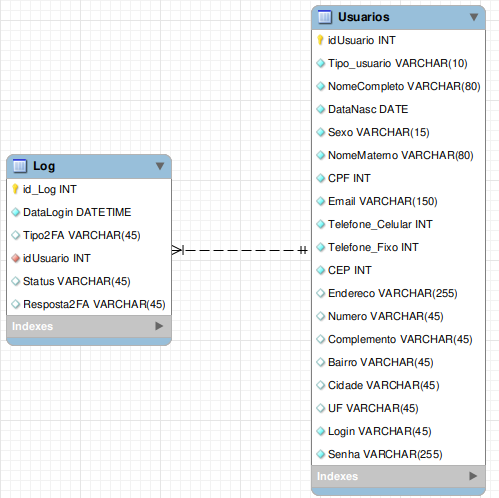 Log
id_Log INT
DataLogin DATETIME
Tipo2FA VARCHAR(45)
idUsuario INT
Status VARCHAR(45)
Resposta2FA VARCHAR(45)
Indexes
Usuarios
idUsuario INT
Tipo_usuario VARCHAR(10)
NomeCompleto VARCHAR(80)
DataNasc DATE
Sexo VARCHAR(15)
NomeMaterno VARCHAR(80)
CPF INT
Email VARCHAR(150)
Telefone_Celular INT
Telefone_Fixo INT
CEP INT
Endereco VARCHAR(255)
Numero VARCHAR(45)
Complemento VARCHAR(45)
Bairro VARCHAR(45)
Cidade VARCHAR(45)
UF VARCHAR(45)
Login VARCHAR(45)
Senha VARCHAR(255)
Indexes